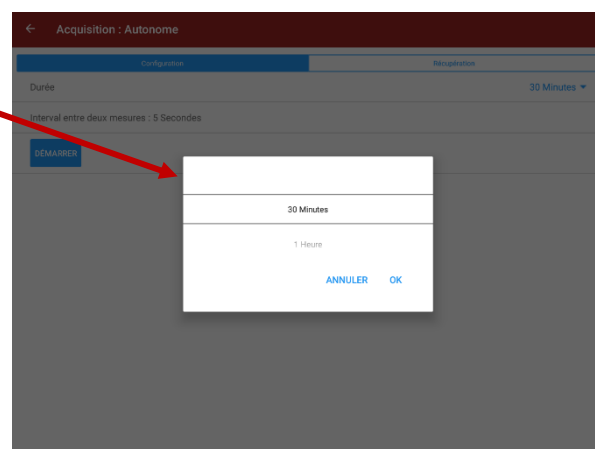 Acquisition : Autonome
Configuration Récupération
Durée 30 Minutes
Interval entre deux mesures : 5 Secondes
DÉMARRER
30 Minutes
1 Heure
ANNULER OK